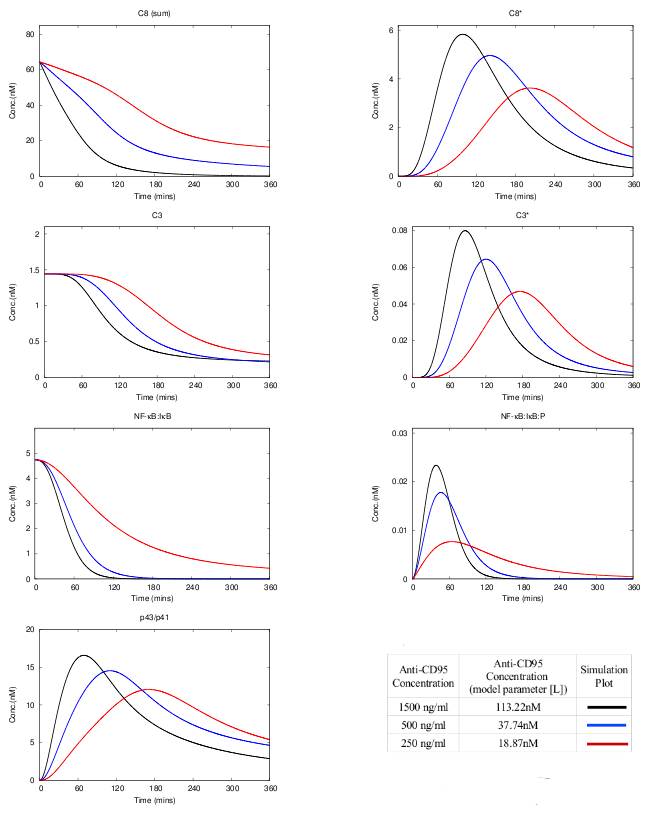 C8 (sum)
80
60
40
20
0
Conc.(nM)
0 60 120 180 240 300 360
Time (mins)
C8*
6
4
2
0
Conc.(nM)
0 60 120 180 240 300 360
Time (mins)
C3
2
1.5
1
0.5
0
Conc.(nM)
0 60 120 180 240 300 360
Time (mins)
C3*
0.08
0.06
0.04
0.02
0
Conc.(nM)
0 60 120 180 240 300 360
Time (mins)
NF-κB:IκB
5
4
3
2
1
0
Conc.(nM)
0 60 120 180 240 300 360
Time (mins)
NF-κB:IκB:P
0.03
0.02
0.01
0
Conc.(nM)
0 60 120 180 240 300 360
Time (mins)
p43/p41
20
15
10
5
0
Conc.(nM)
0 60 120 180 240 300 360
Time (mins)
Anti-CD95
Concentration
Anti-CD95
Concentration
(model parameter [L])
Simulation
Plot
1500 ng/ml 113.22nM
500 ng/ml 37.74nM
250 ng/ml 18.87nM